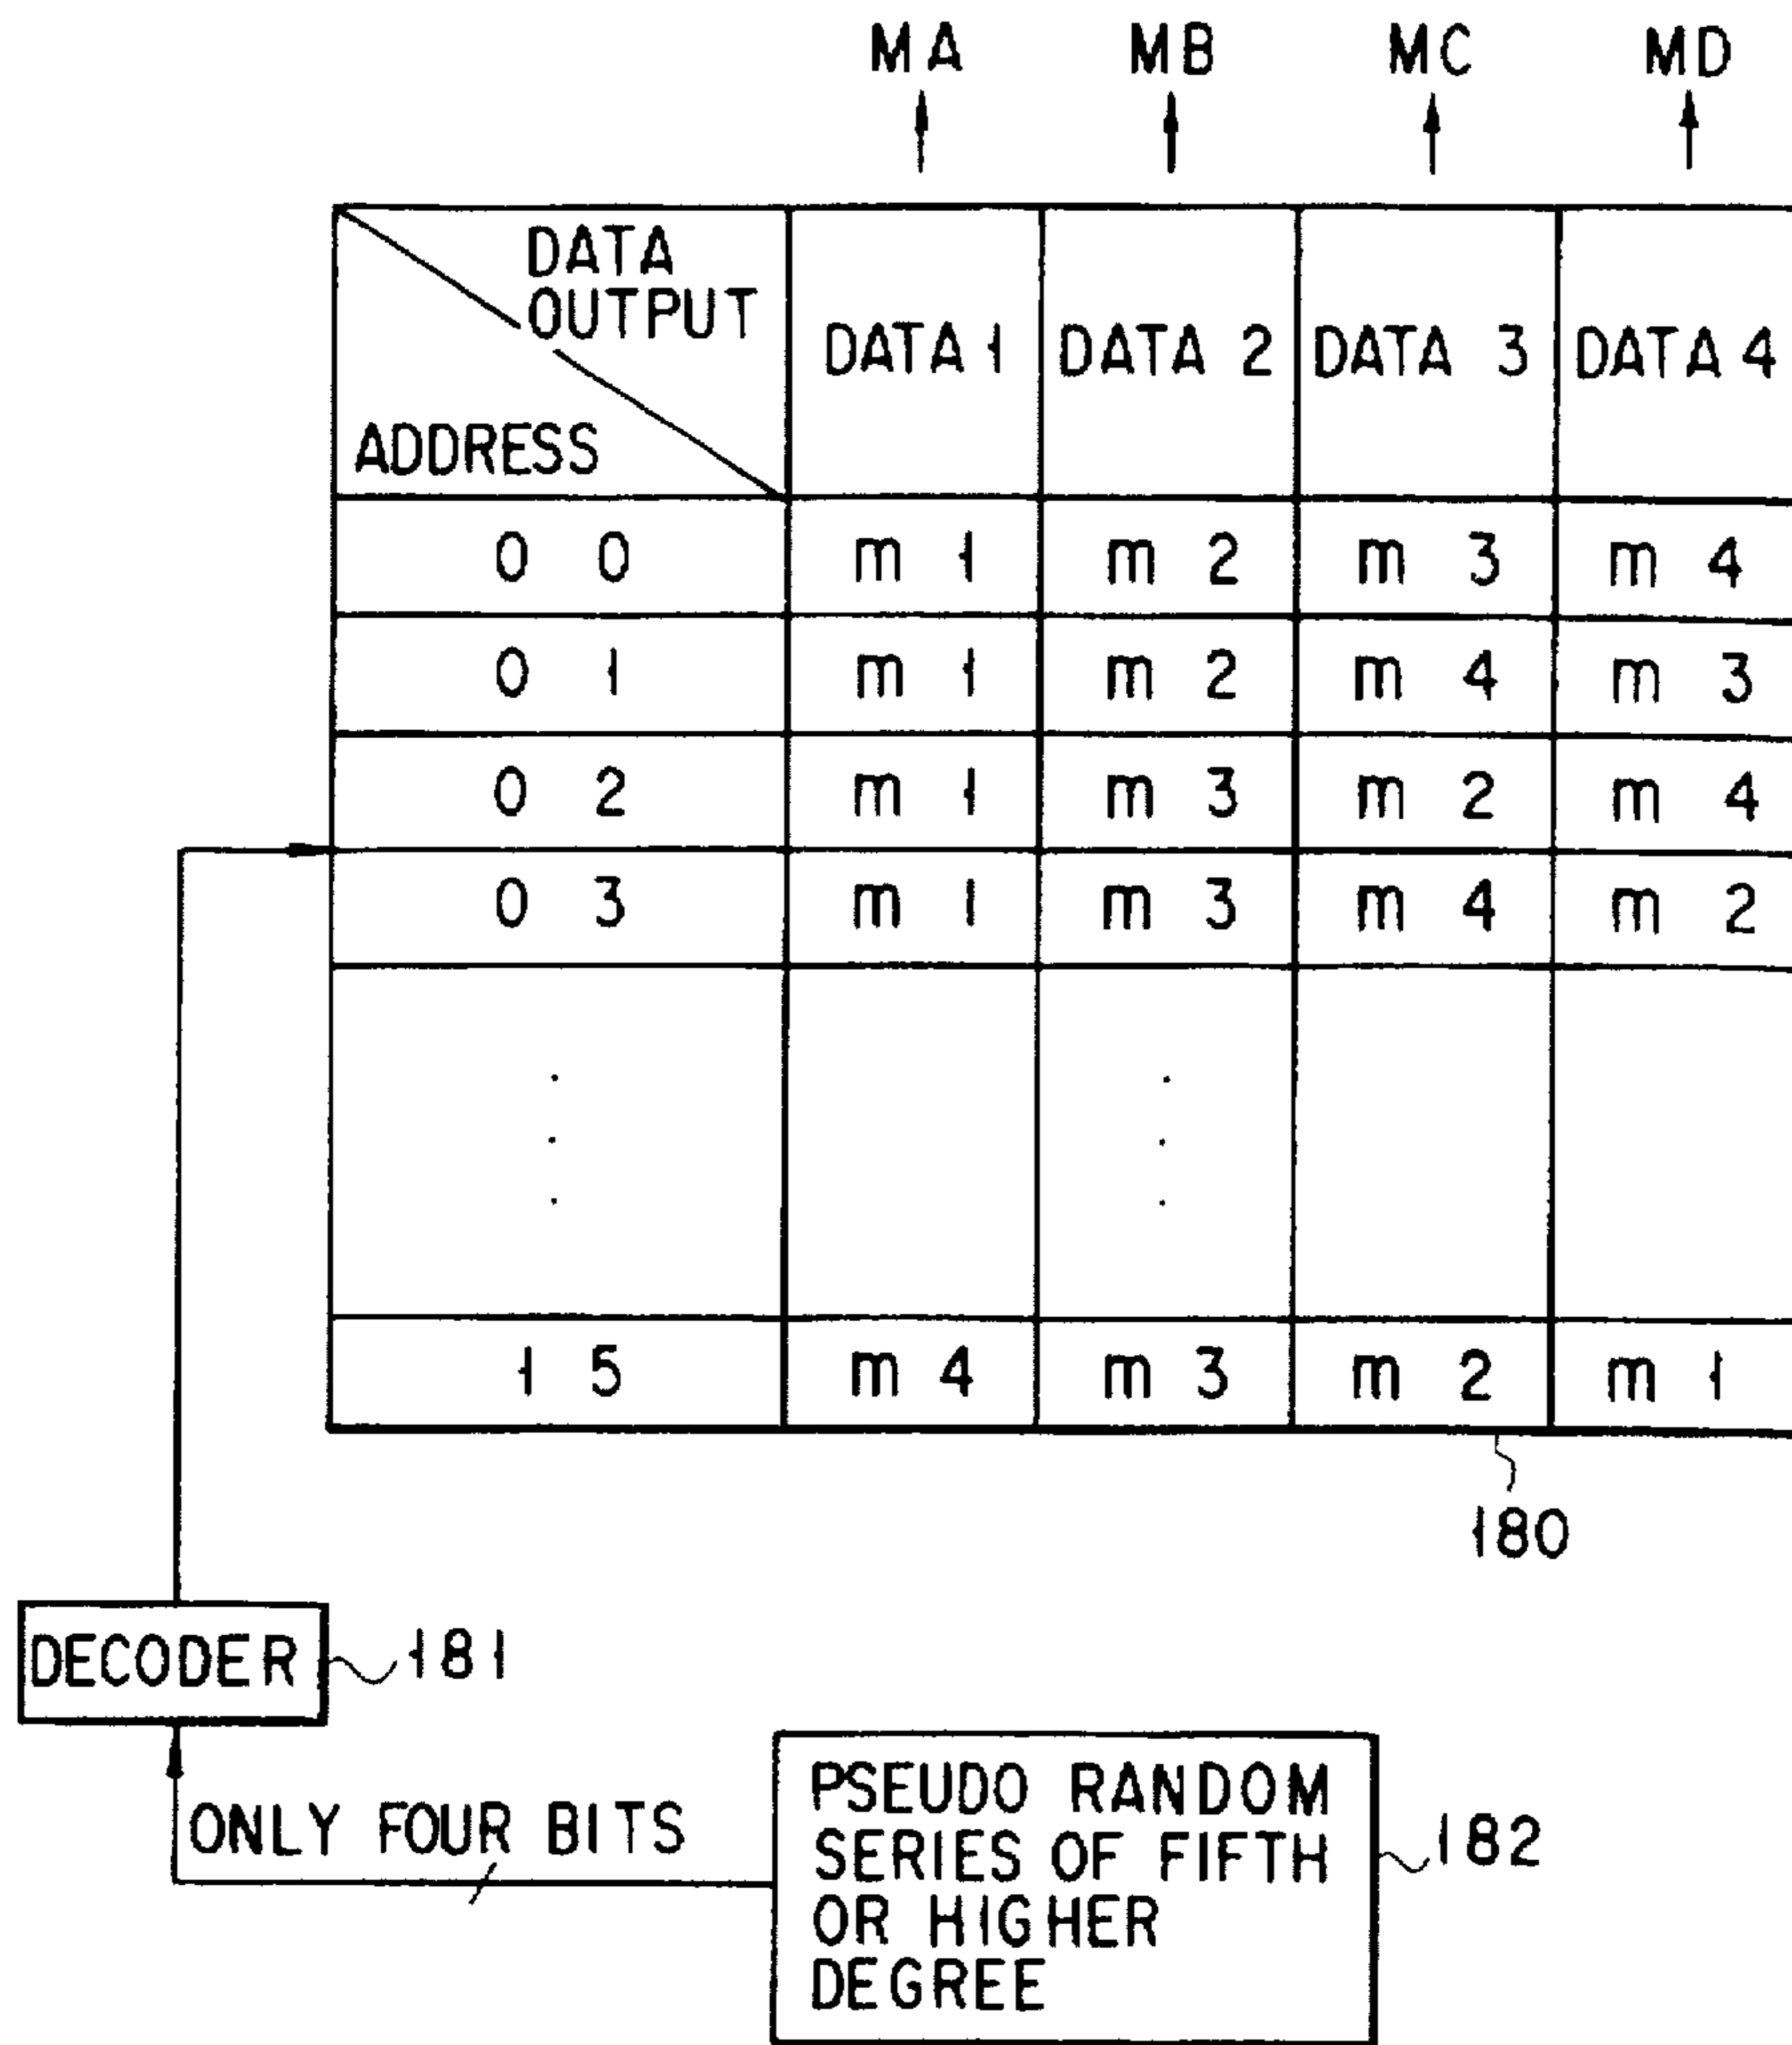 MA MB MC MD
DATA
OUTPUT
ADDRESS
DATA 1 DATA 2 DATA 3 DATA 4
0 0 m 1 m 2 m 3 m 4
0 1 m 1 m 2 m 4 m 3
0 2 m 1 m 3 m 2 m 4
0 3 m 1 m 3 m 4 m 2
1 5 m 4 m 3 m 2 m 1
180
DECODER 181
ONLY FOUR BITS
PSEUDO RANDOM
SERIES OF FIFTH
OR HIGHER
DEGREE
182